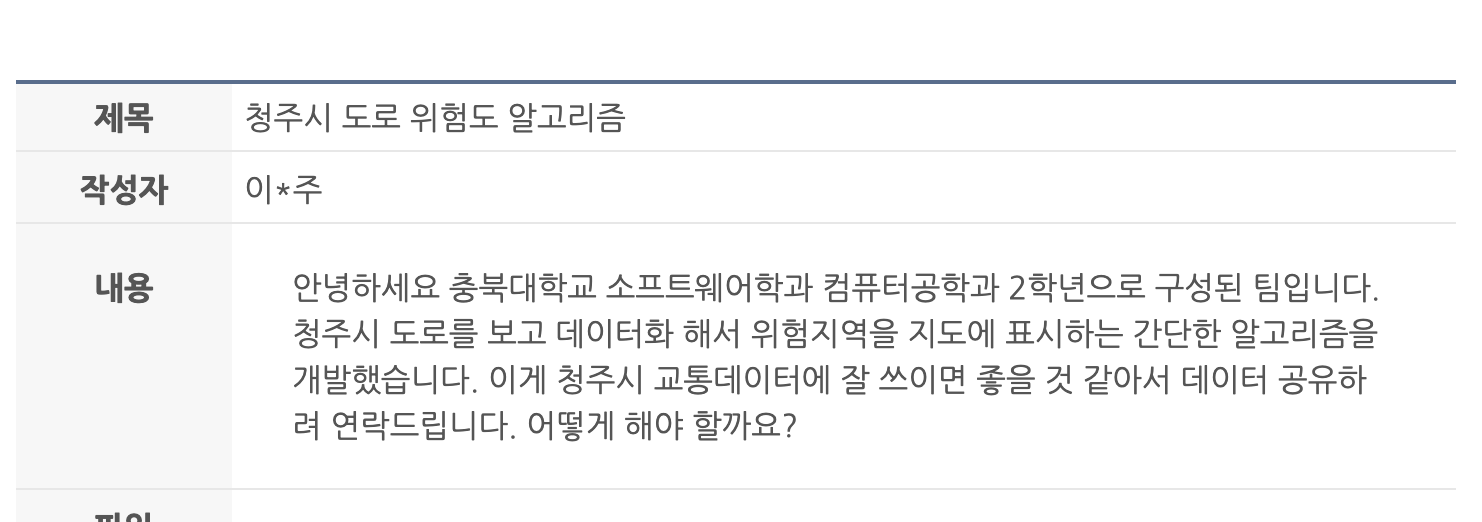 제목 청주시 도로 위험도 알고리즘
작성자 이*주
내용 안녕하세요 충북대학교 소프트웨어학과 컴퓨터공학과 2학년으로 구성된 팀입니다.
청주시 도로를 보고 데이터화 해서 위험지역을 지도에 표시하는 간단한 알고리즘을
개발했습니다. 이게 청주시 교통데이터에 잘 쓰이면 좋을 것 같아서 데이터 공유하
려 연락드립니다. 어떻게 해야 할까요?